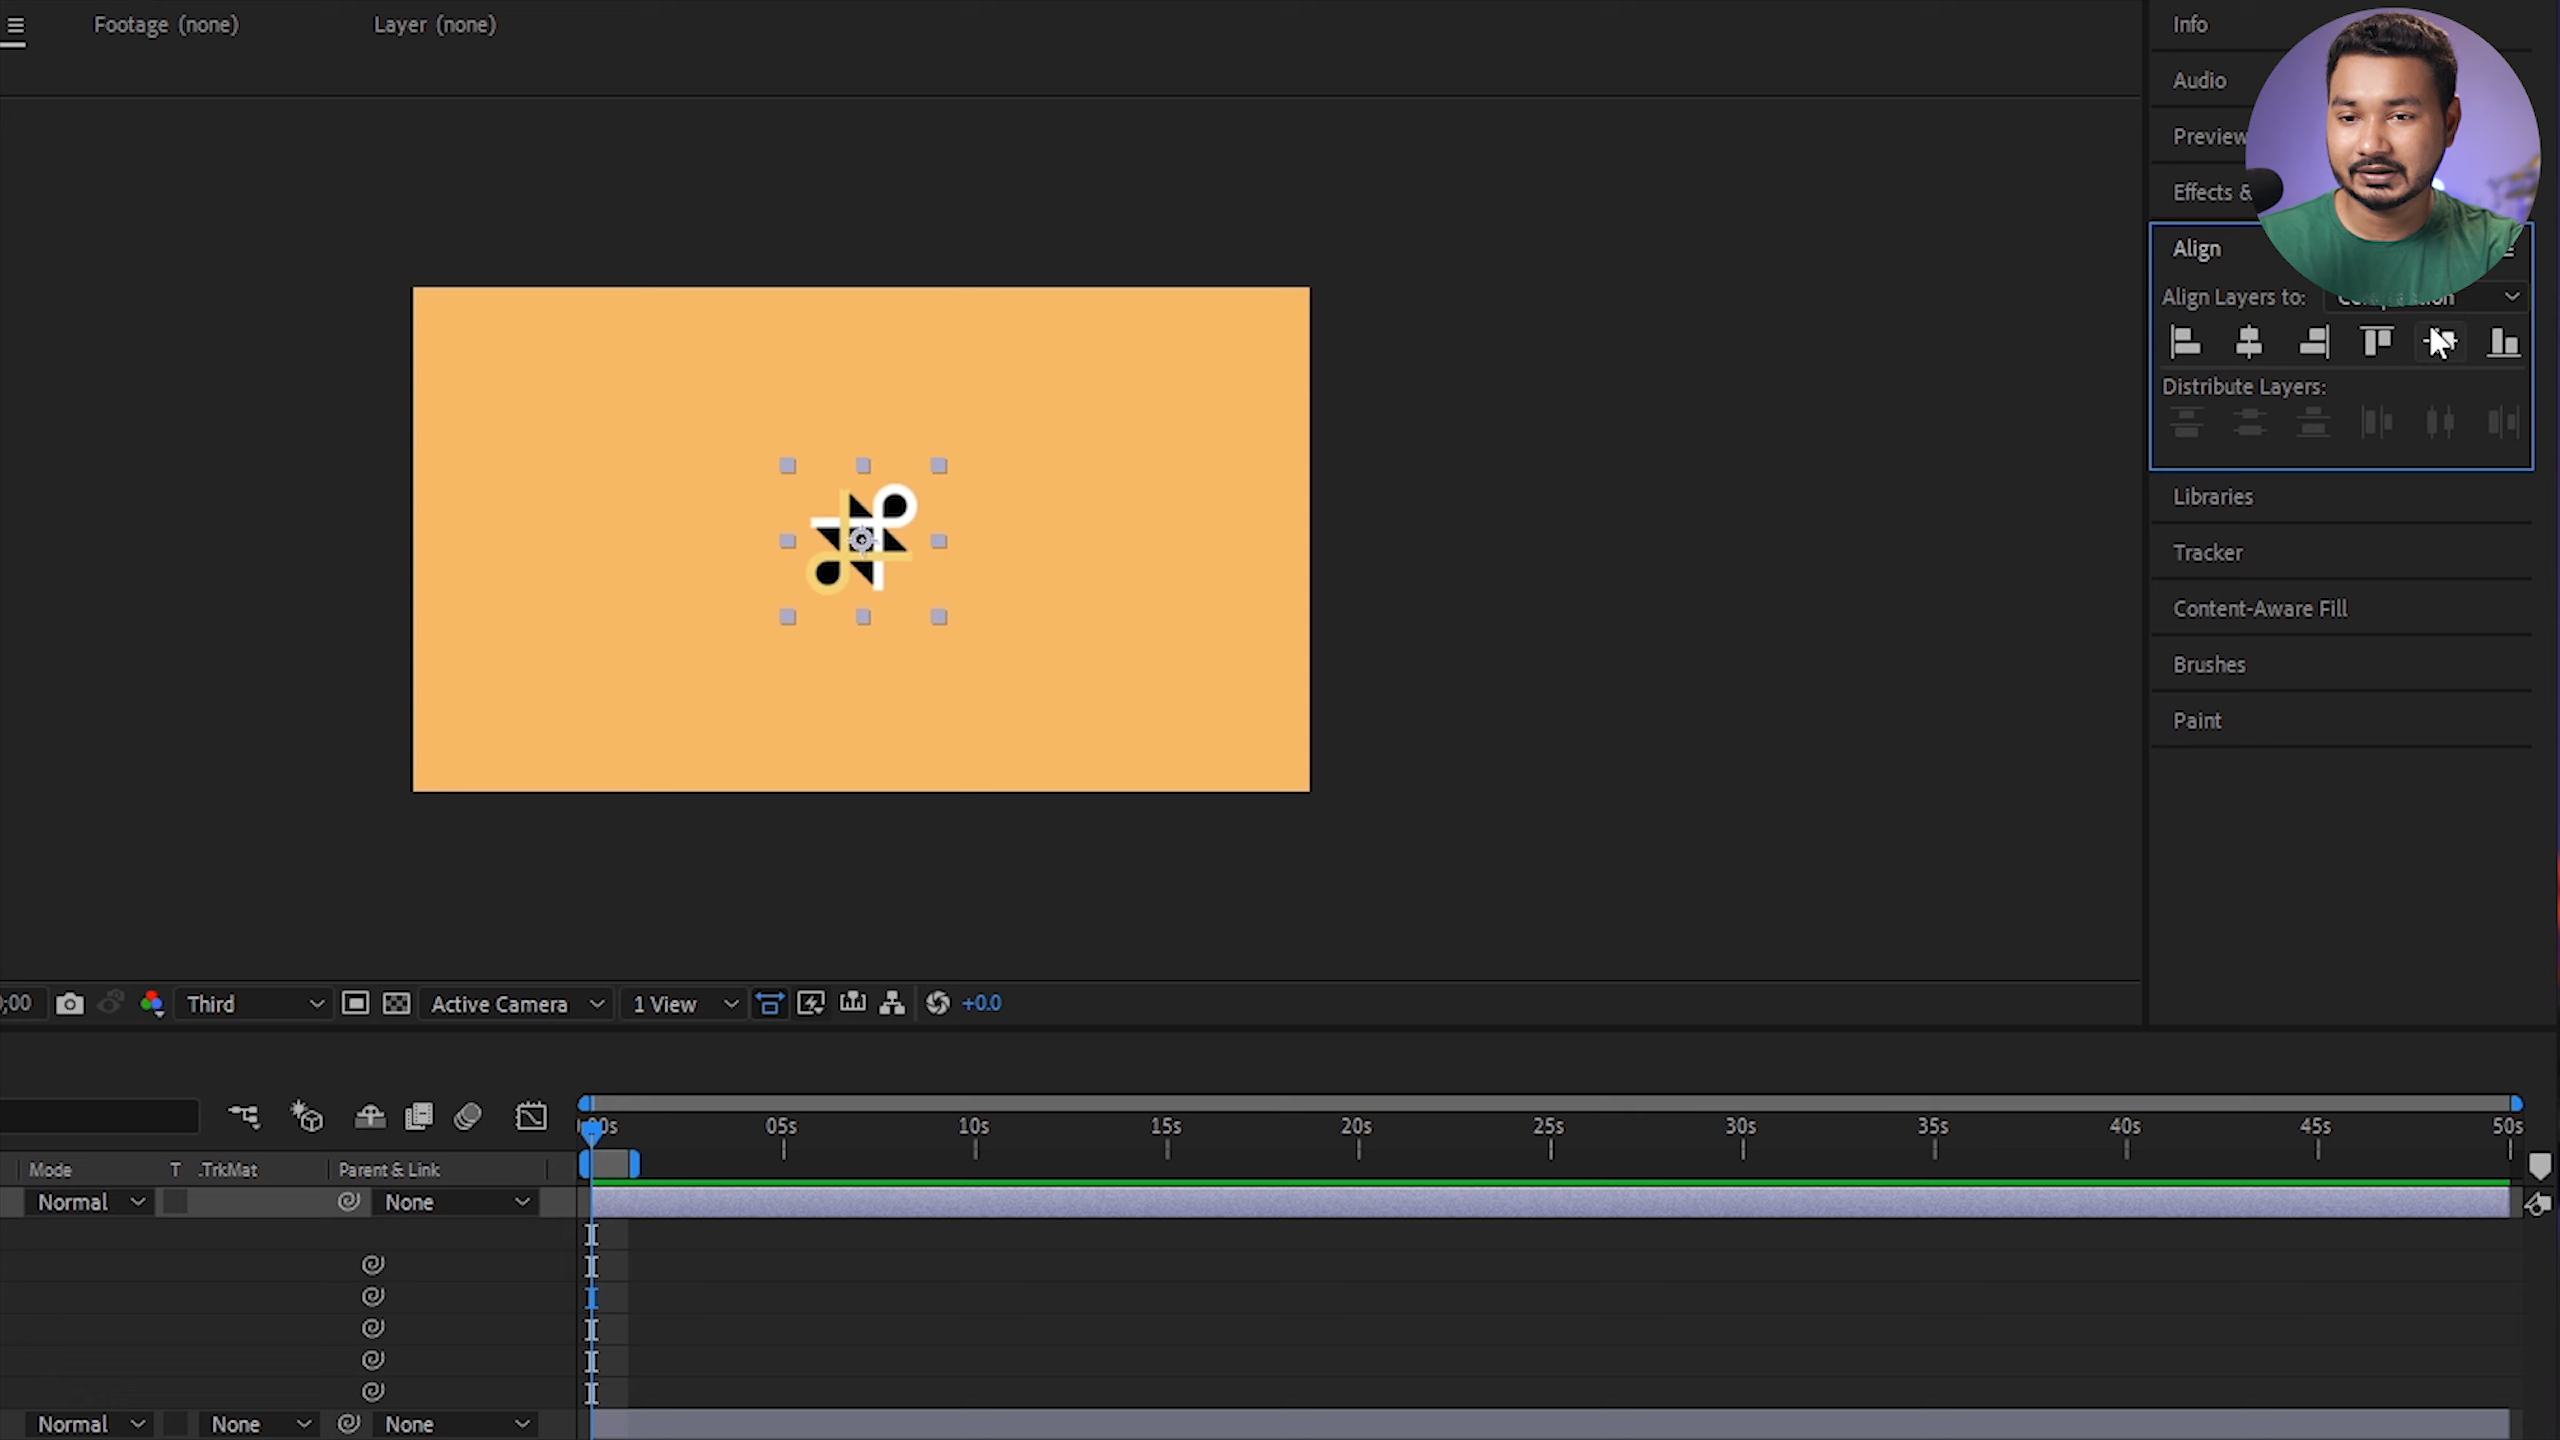 Footage (none)
Layer (none)
Info
Audio
Preview
Effects &
Align
Align Layers to:
Distribute Layers:
Libraries
Tracker
Content-Aware Fill
Brushes
Paint
;00
Third
Active Camera
1 View
+0.0
05s
10s
15s
20s
25s
30s
35s
40s
45s
50s
Mode
T
.TrkMat
Parent & Link
Normal
None
Normal
None
None